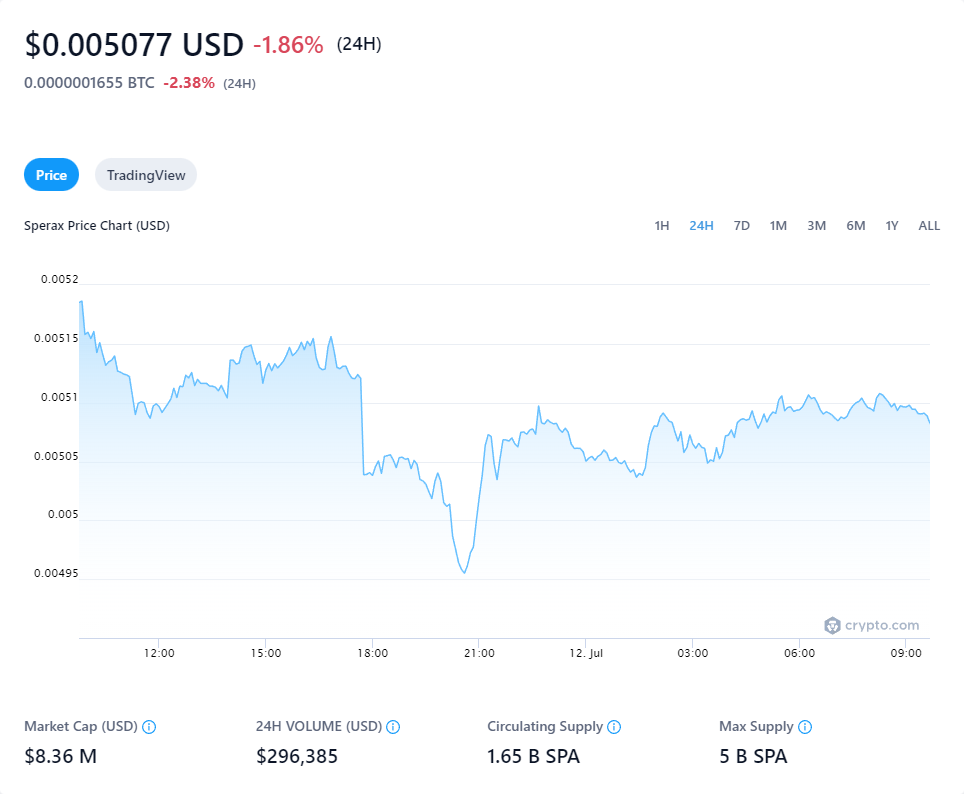 $0.005077 USD -1.86% (24H)
0.0000001655 BTC -2.38% (24H)
Price TradingView
Sperax Price Chart (USD) 1H 24H 7D 1M 3M 6M 1Y ALL
0.0052
0.00515
0.0051
0.00505
0.005
0.00495
crypto.com
12:00 15:00 18:00 21:00 12. Jul 03:00 06:00 09:00
Market Cap (USD) 24H VOLUME (USD) Circulating Supply Max Supply
$8.36 M $296,385 1.65 B SPA 5 B SPA